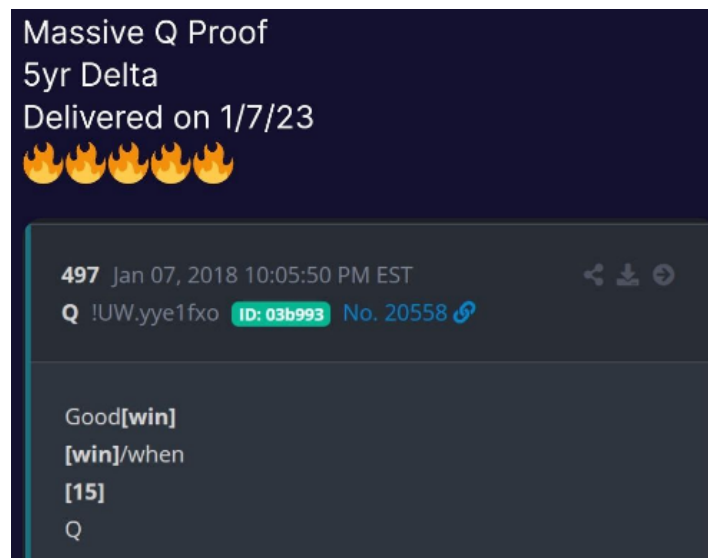 Massive Q Proof
5yr Delta
Delivered on 1/7/23
🔥🔥🔥🔥🔥
497 Jan 07, 2018 10:05:50 PM EST
Q !UW.yye1fxo ID: 03b993 No. 20558
Good[win]
[win]/when
[15]
Q